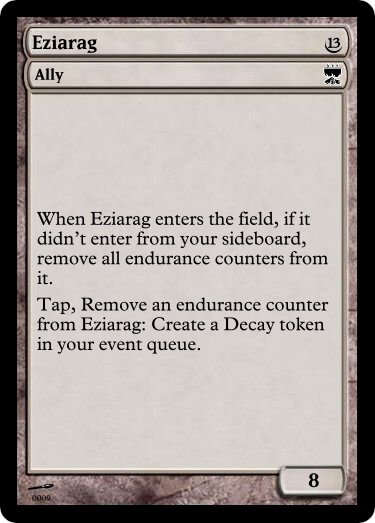 Eziarag 13
Ally
When Eziarag enters the field, if it
didn't enter from your sideboard,
remove all endurance counters from
it.
Tap, Remove an endurance counter
from Eziarag: Create a Decay token
in your event queue.
8
0009